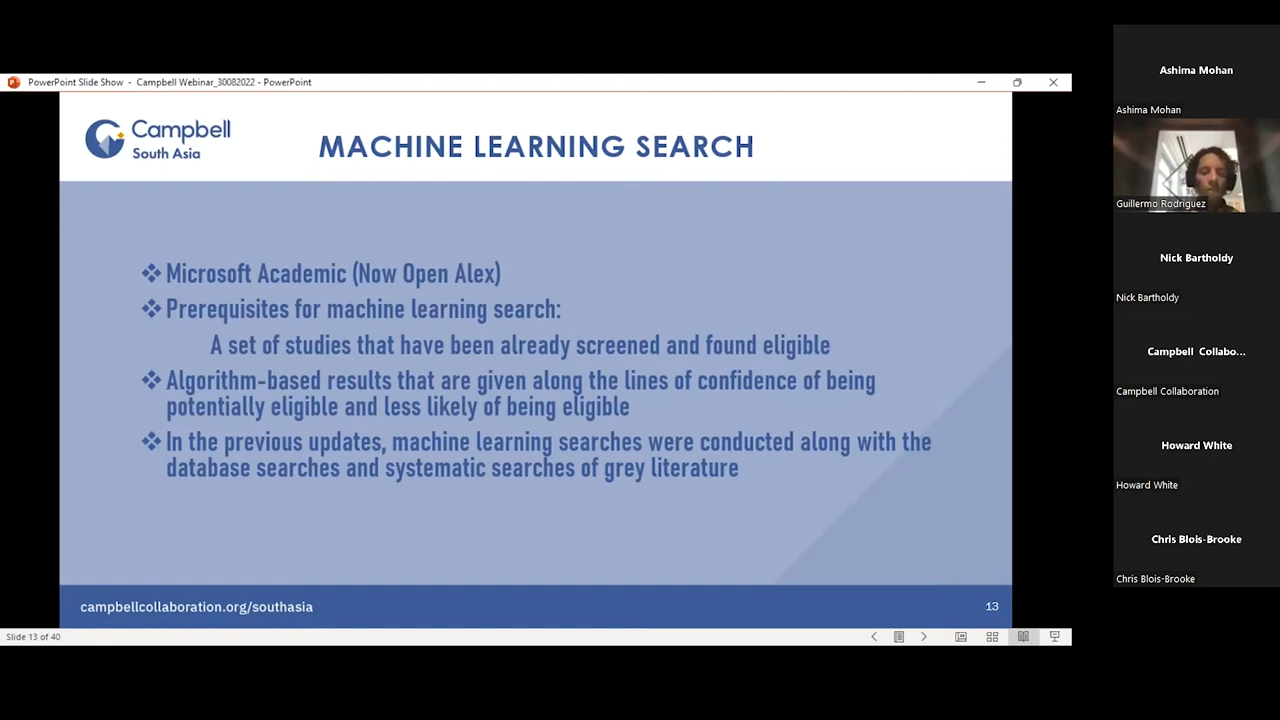 PowerPoint Slide Show - Campbell Webinar_30082022 - PowerPoint
Campbell
South Asia
MACHINE LEARNING SEARCH
❖ Microsoft Academic (Now Open Alex)
❖ Prerequisites for machine learning search:
A set of studies that have been already screened and found eligible
❖ Algorithm-based results that are given along the lines of confidence of being
potentially eligible and less likely of being eligible
❖ In the previous updates, machine learning searches were conducted along with the
database searches and systematic searches of grey literature
campbellcollaboration.org/southasia
13
Slide 13 of 40
Ashima Mohan
Ashima Mohan
Guillermo Rodríguez
Nick Bartholdy
Nick Bartholdy
Campbell Collabo...
Campbell Collaboration
Howard White
Howard White
Chris Blois-Brooke
Chris Blois-Brooke